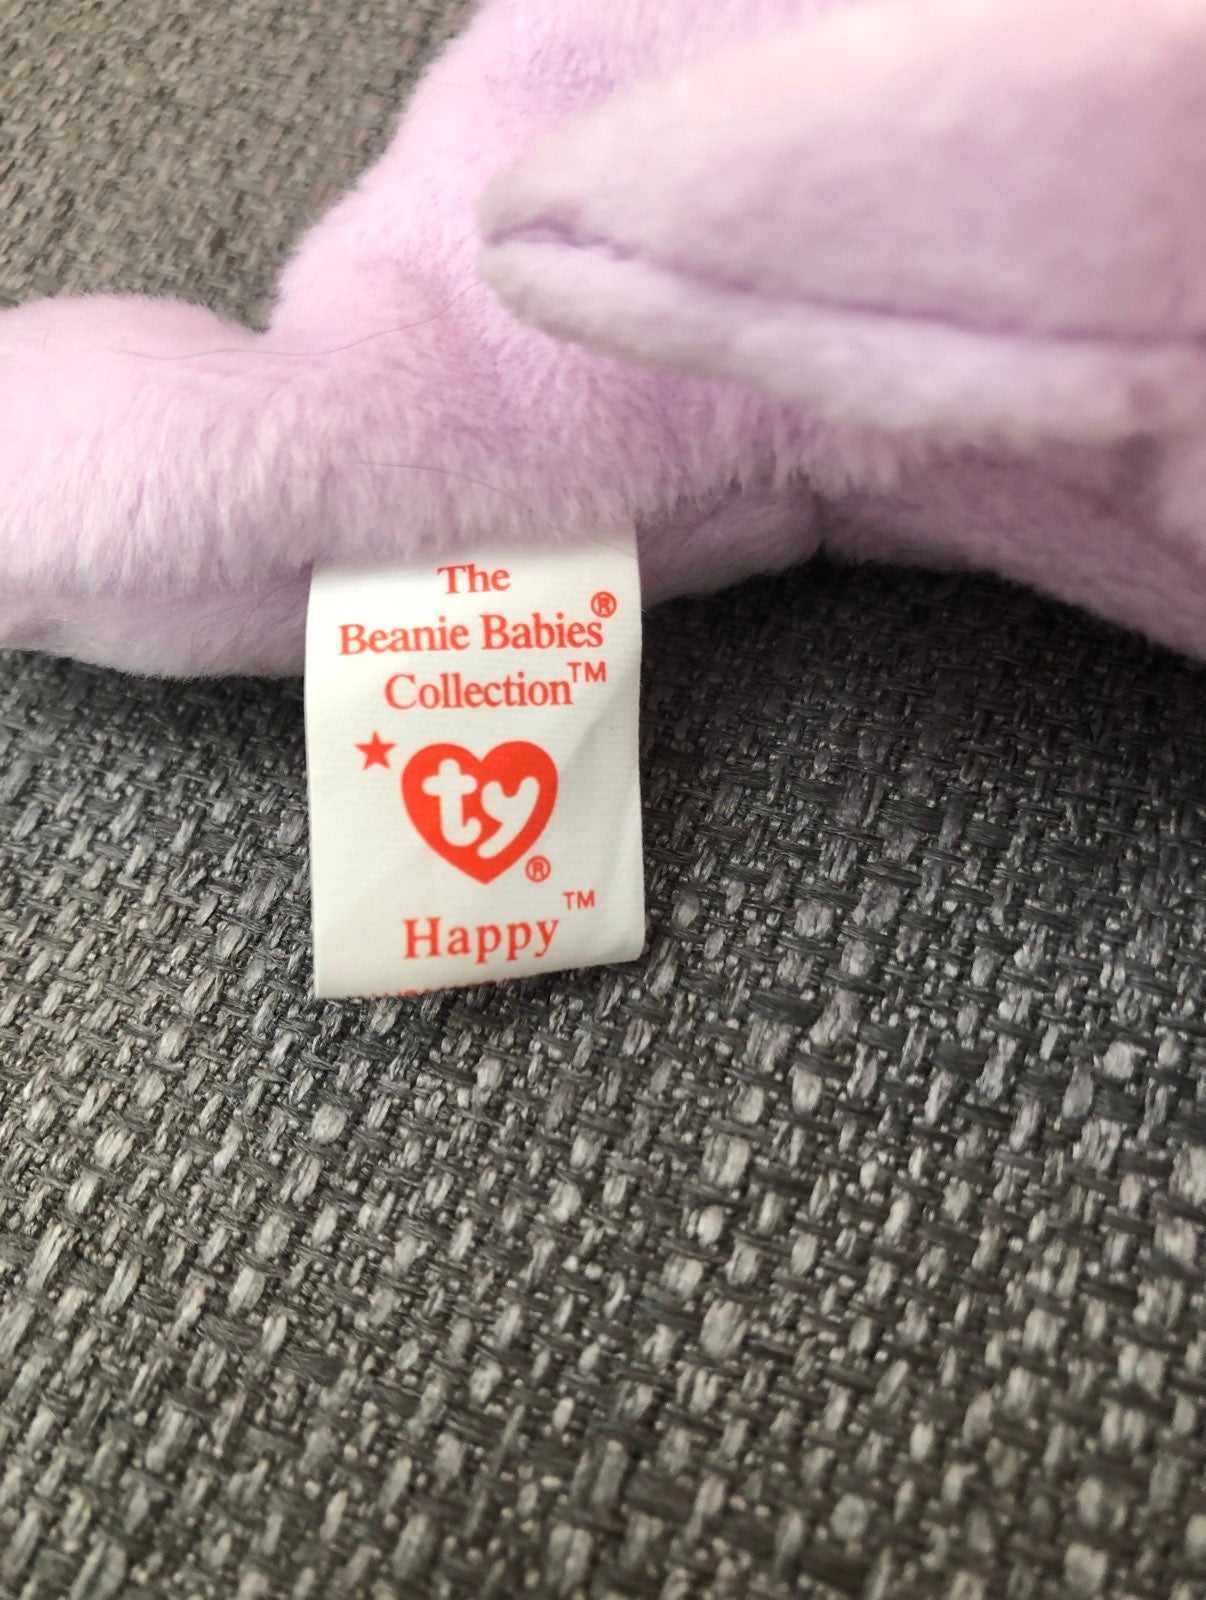 The
Beanie Babies®
Collection™
ty®
Happy™